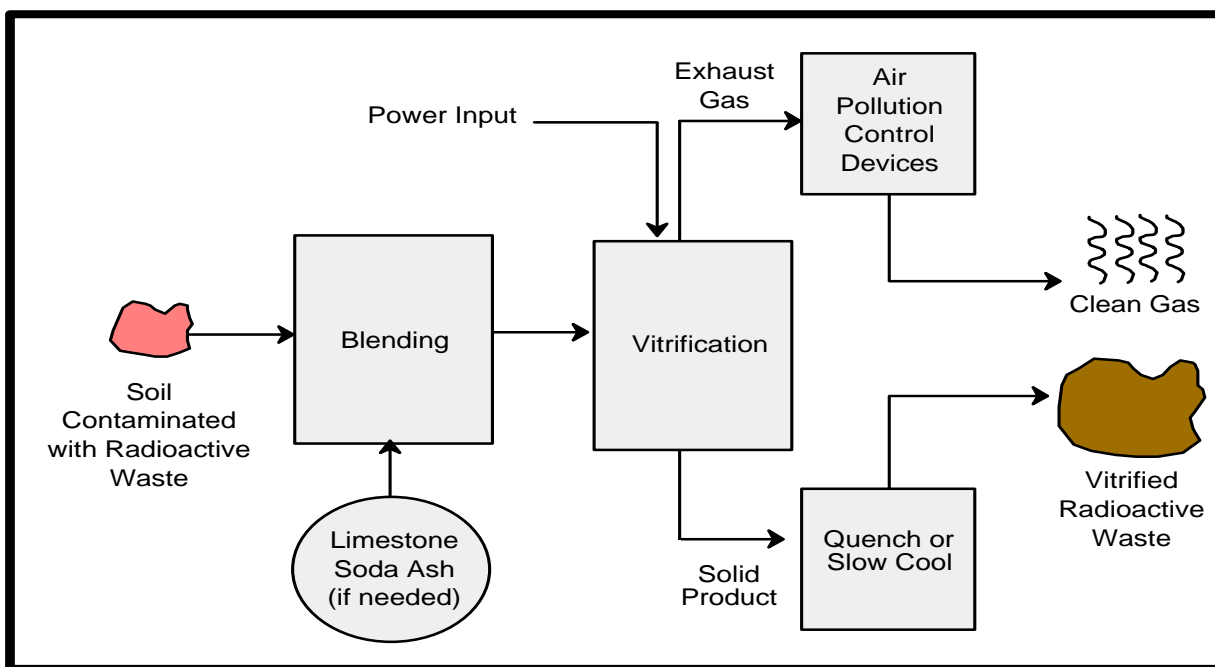 Exhaust
Gas
Air
Pollution
Control
Devices
Power Input
Clean Gas
Blending
Vitrification
Soil
Contaminated
with Radioactive
Waste
Limestone
Soda Ash
(if needed)
Solid
Product
Quench or
Slow Cool
Vitrified
Radioactive
Waste